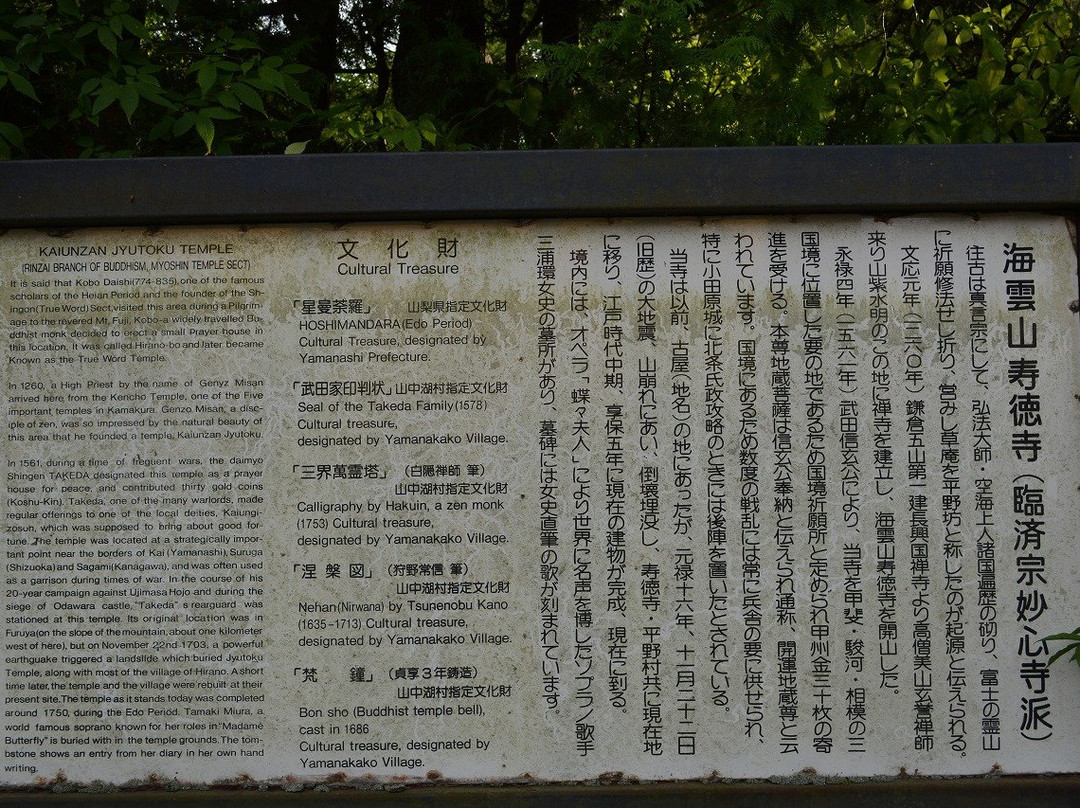 海雲山寿徳寺（臨済宗妙心寺派）
往古は真言宗にして、弘法大師・空海上人諸国遍歴の砌り、富士の霊山
に祈願修法せし折り、営みし草庵を平野坊と称したのが起源と伝えられる。
文応元年（一二六〇年）鎌倉五山第一建長興国禅寺より高僧美山玄誉禅師
来り山紫水明のこの地に禅寺を建立し、海雲山寿徳寺を開山した。
永禄四年（一五六一年）武田信玄公により、当寺を甲斐・駿河・相模の三
国境に位置した要の地であるため国境祈願所と定められ甲州金三十枚の寄
進を受ける。本尊地蔵菩薩は信玄公奉納と伝えられ通称、開運地蔵尊と云
われています。国境にあるため数度の戦乱には常に兵舎の要に供せられ、
特に小田原城に北条氏政攻略のときには後陣を置いたとされている。
当寺は以前、古屋（地名）の地にあったが、元禄十六年、十一月二十二日
（旧歴）の大地震、山崩れにあい、倒壊埋没し、寿徳寺・平野村共に現在地
に移り、江戸時代中期、享保五年に現在の建物が完成、現在に到る。
境内には、オペラ「蝶々夫人」により世界に名声を博したソプラノ歌手
三浦環女史の墓所があり、墓碑には女史直筆の歌が刻まれています。
文化財
Cultural Treasure
「星曼荼羅」 山梨県指定文化財
HOSHIMANDARA(Edo Period)
Cultural Treasure, designated by
Yamanashi Prefecture.
「武田家印判状」山中湖村指定文化財
Seal of the Takeda Family(1578)
Cultural treasure,
designated by Yamanakako Village.
「三界萬霊塔」（白隠禅師 筆）
山中湖村指定文化財
Calligraphy by Hakuin, a zen monk
(1753) Cultural treasure,
designated by Yamanakako Village.
「涅槃図」（狩野常信 筆）
山中湖村指定文化財
Nehan(Nirwana) by Tsunenobu Kano
(1635-1713) Cultural treasure,
designated by Yamanakako Village.
「梵 鐘」（貞享３年鋳造）
山中湖村指定文化財
Bon sho (Buddhist temple bell),
cast in 1686
Cultural treasure, designated by
Yamanakako Village.
KAIUNZAN JYUTOKU TEMPLE
(RINZAI BRANCH OF BUDDHISM, MYOSHIN TEMPLE SECT)
It is said that Kobo Daishi(774-835),one of the famous
scholars of the Heian Period and the founder of the Sh-
ingon(True Word)Sect,visited this area during a Pilgrim-
age to the ravered Mt.Fuji, Kobo-a widely travelled Bu-
ddhist monk decided to erect a small Prayer house in
this location. It was called Hirano-bo and later became
Known as the True Word Temple.
In 1260, a High Priest by the name of Genyz Misan
arrived here from the Kencho Temple, one of the Five
important temples in Kamakura. Genzo Misan, a disc-
iple of zen, was so impressed by the natural beauty of
this area that he founded a temple, Kaiunzan Jyutoku.
In 1561, during a time of freguent wars, the daimyo
Shingen TAKEDA designated this temple as a prayer
house for peace, and contributed thirty gold coins
(Koshu-Kin). Takeda, one of the many warlords, made
regular offerings to one of the local deities, Kaiungi-
zosun, which was supposed to bring about good for-
tune. The temple was located at a strategically impor-
tant point near the borders of Kai (Yamanashi), Suruga
(Shizuoka)and Sagami(Kanagawa), and was often used
as a garrison during times of war. In the course of his
20-year campaign against Ujimasa Hojo and during the
siege of Odawara castle, "Takeda" s rearguard was
stationed at this temple. Its original location was in
Furuya(on the slope of the mountain, about one kilometer
west of here), but on November 22nd 1703, a powerful
earthquake triggered a landslide which buried Jyutoku
Temple, along with most of the village of Hirano. A short
time later, the temple and the village were rebuilt at their
present site.The temple as it stands today was completed
around 1750, during the Edo Period. Tamaki Miura, a
world famous soprano known for her roles in"Madame
Butterfly"is buried with in the temple grounds. The tom-
bstone shows an entry from her diary in her own hand
writing.